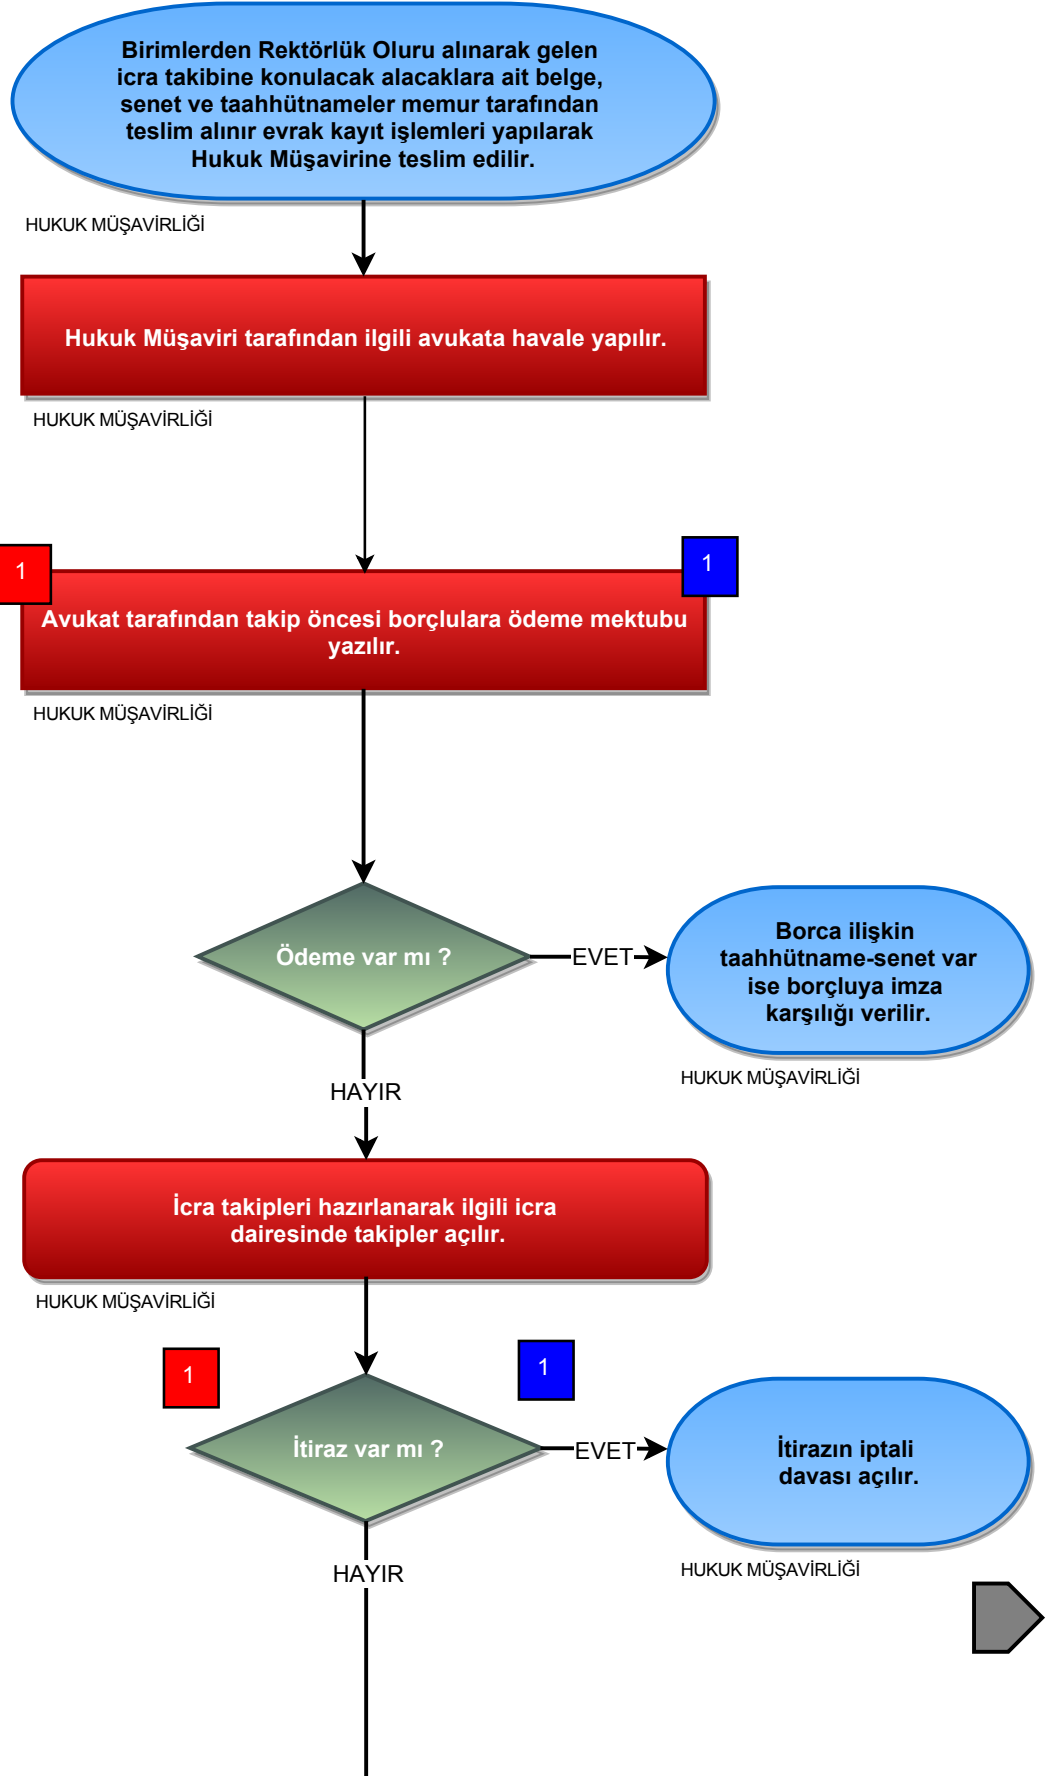 Birimlerden Rektörlük Oluru alınarak gelen
icra takibine konulacak alacaklara ait belge,
senet ve taahhütnameler memur tarafından
teslim alınır evrak kayıt işlemleri yapılarak
Hukuk Müşavirine teslim edilir.
HUKUK MÜŞAVİRLİĞİ
Hukuk Müşaviri tarafından ilgili avukata havale yapılır.
HUKUK MÜŞAVİRLİĞİ
1
1
Avukat tarafından takip öncesi borçlulara ödeme mektubu
yazılır.
HUKUK MÜŞAVİRLİĞİ
Ödeme var mı ?
EVET
Borca ilişkin
taahhütname-senet var
ise borçluya imza
karşılığı verilir.
HUKUK MÜŞAVİRLİĞİ
HAYIR
İcra takipleri hazırlanarak ilgili icra
dairesinde takipler açılır.
HUKUK MÜŞAVİRLİĞİ
1
1
İtiraz var mı ?
EVET
İtirazın iptali
davası açılır.
HUKUK MÜŞAVİRLİĞİ
HAYIR